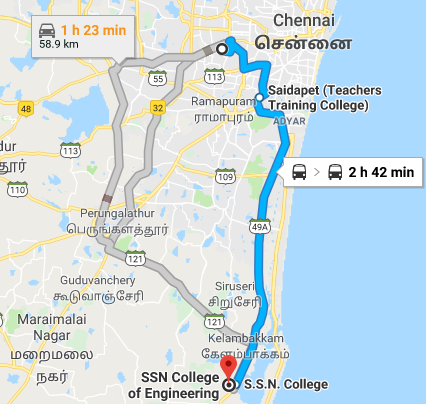 Chennai
சென்னை
1 h 23 min
58.9 km
55
113
Saidapet (Teachers
Training College)
Ramapuram
ராமாபுரம்
ADYAR
48
32
113
110
109
2 h 42 min
Perungalathur
பெருங்களத்தூர்
49A
121
Guduvanchery
கூடுவாஞ்சேரி
Siruseri
சிறுசேரி
121
Maraimalai
Nagar
மறைமலை
நகர்
Kelambakkam
கேளம்பாக்கம்
SSN College
of Engineering
S.S.N. College